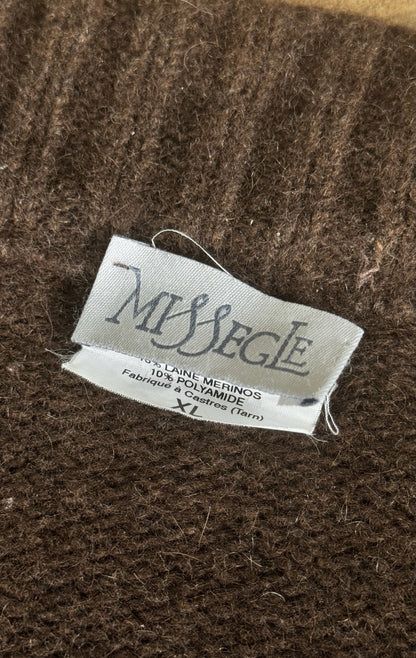 MISSEGLE
LAINE MERINOS
10% POLYAMIDE
Fabriqué à Castres (Tarn)
XL